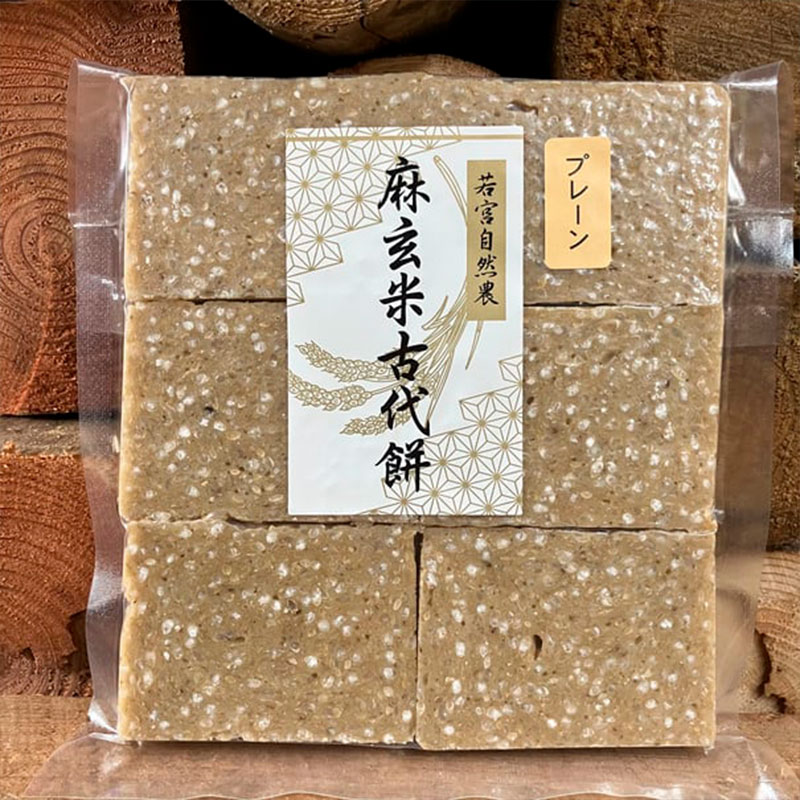 プレーン
若宮自然農
麻玄米古代餅